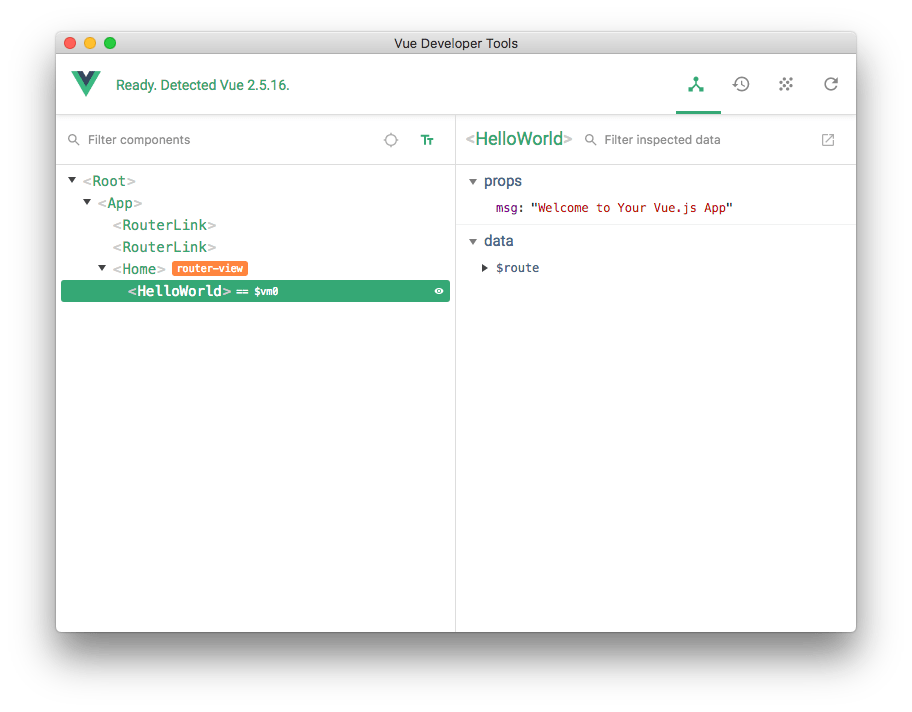 Vue Developer Tools
Ready. Detected Vue 2.5.16.
Filter components
<Root>
<App>
<RouterLink>
<RouterLink>
<Home> router-view
<HelloWorld> == $vm0
<HelloWorld> Filter inspected data
props
msg: "Welcome to Your Vue.js App"
data
$route